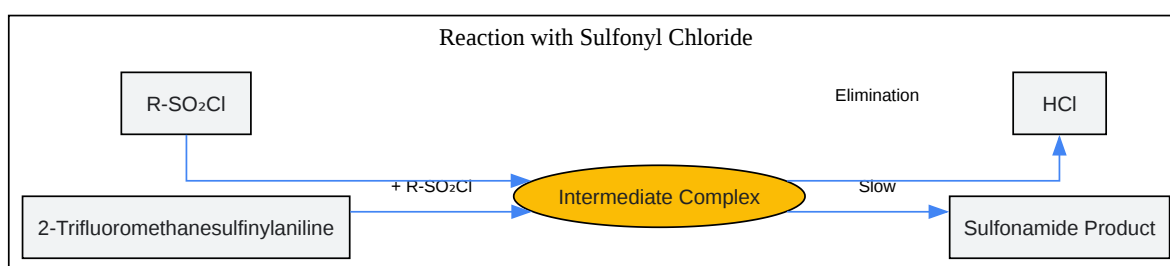 Reaction with Sulfonyl Chloride
R-SO₂Cl
Elimination
HCl
+ R-SO₂Cl
Intermediate Complex
Slow
2-Trifluoromethanesulfinylaniline
Sulfonamide Product